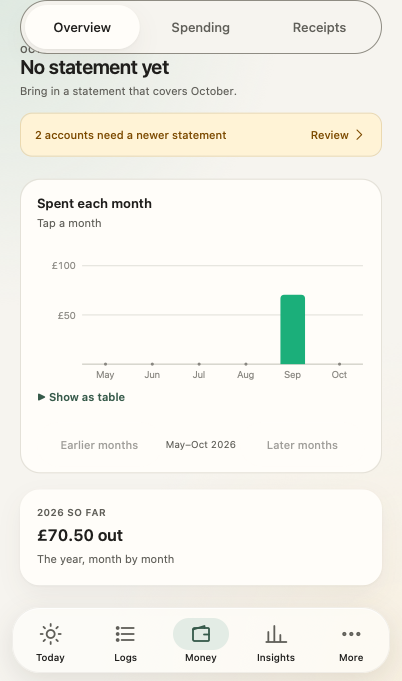 Overview
Spending
Receipts
No statement yet
Bring in a statement that covers October.
2 accounts need a newer statement
Review
Spent each month
Tap a month
£100
£50
May
Jun
Jul
Aug
Sep
Oct
Show as table
Earlier months
May–Oct 2026
Later months
2026 SO FAR
£70.50 out
The year, month by month
Today
Logs
Money
Insights
More